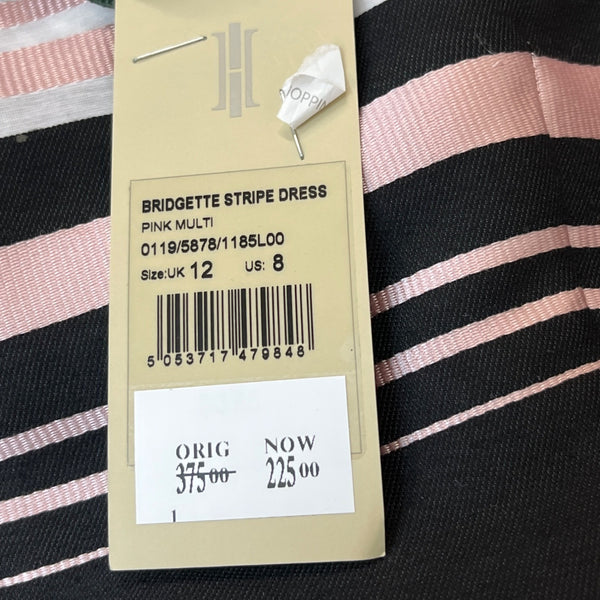 BRIDGETTE STRIPE DRESS
PINK MULTI
0119/5878/1185L00
Size:UK 12 US: 8
5 053717 479848
ORIG NOW
375 00 225 00
1